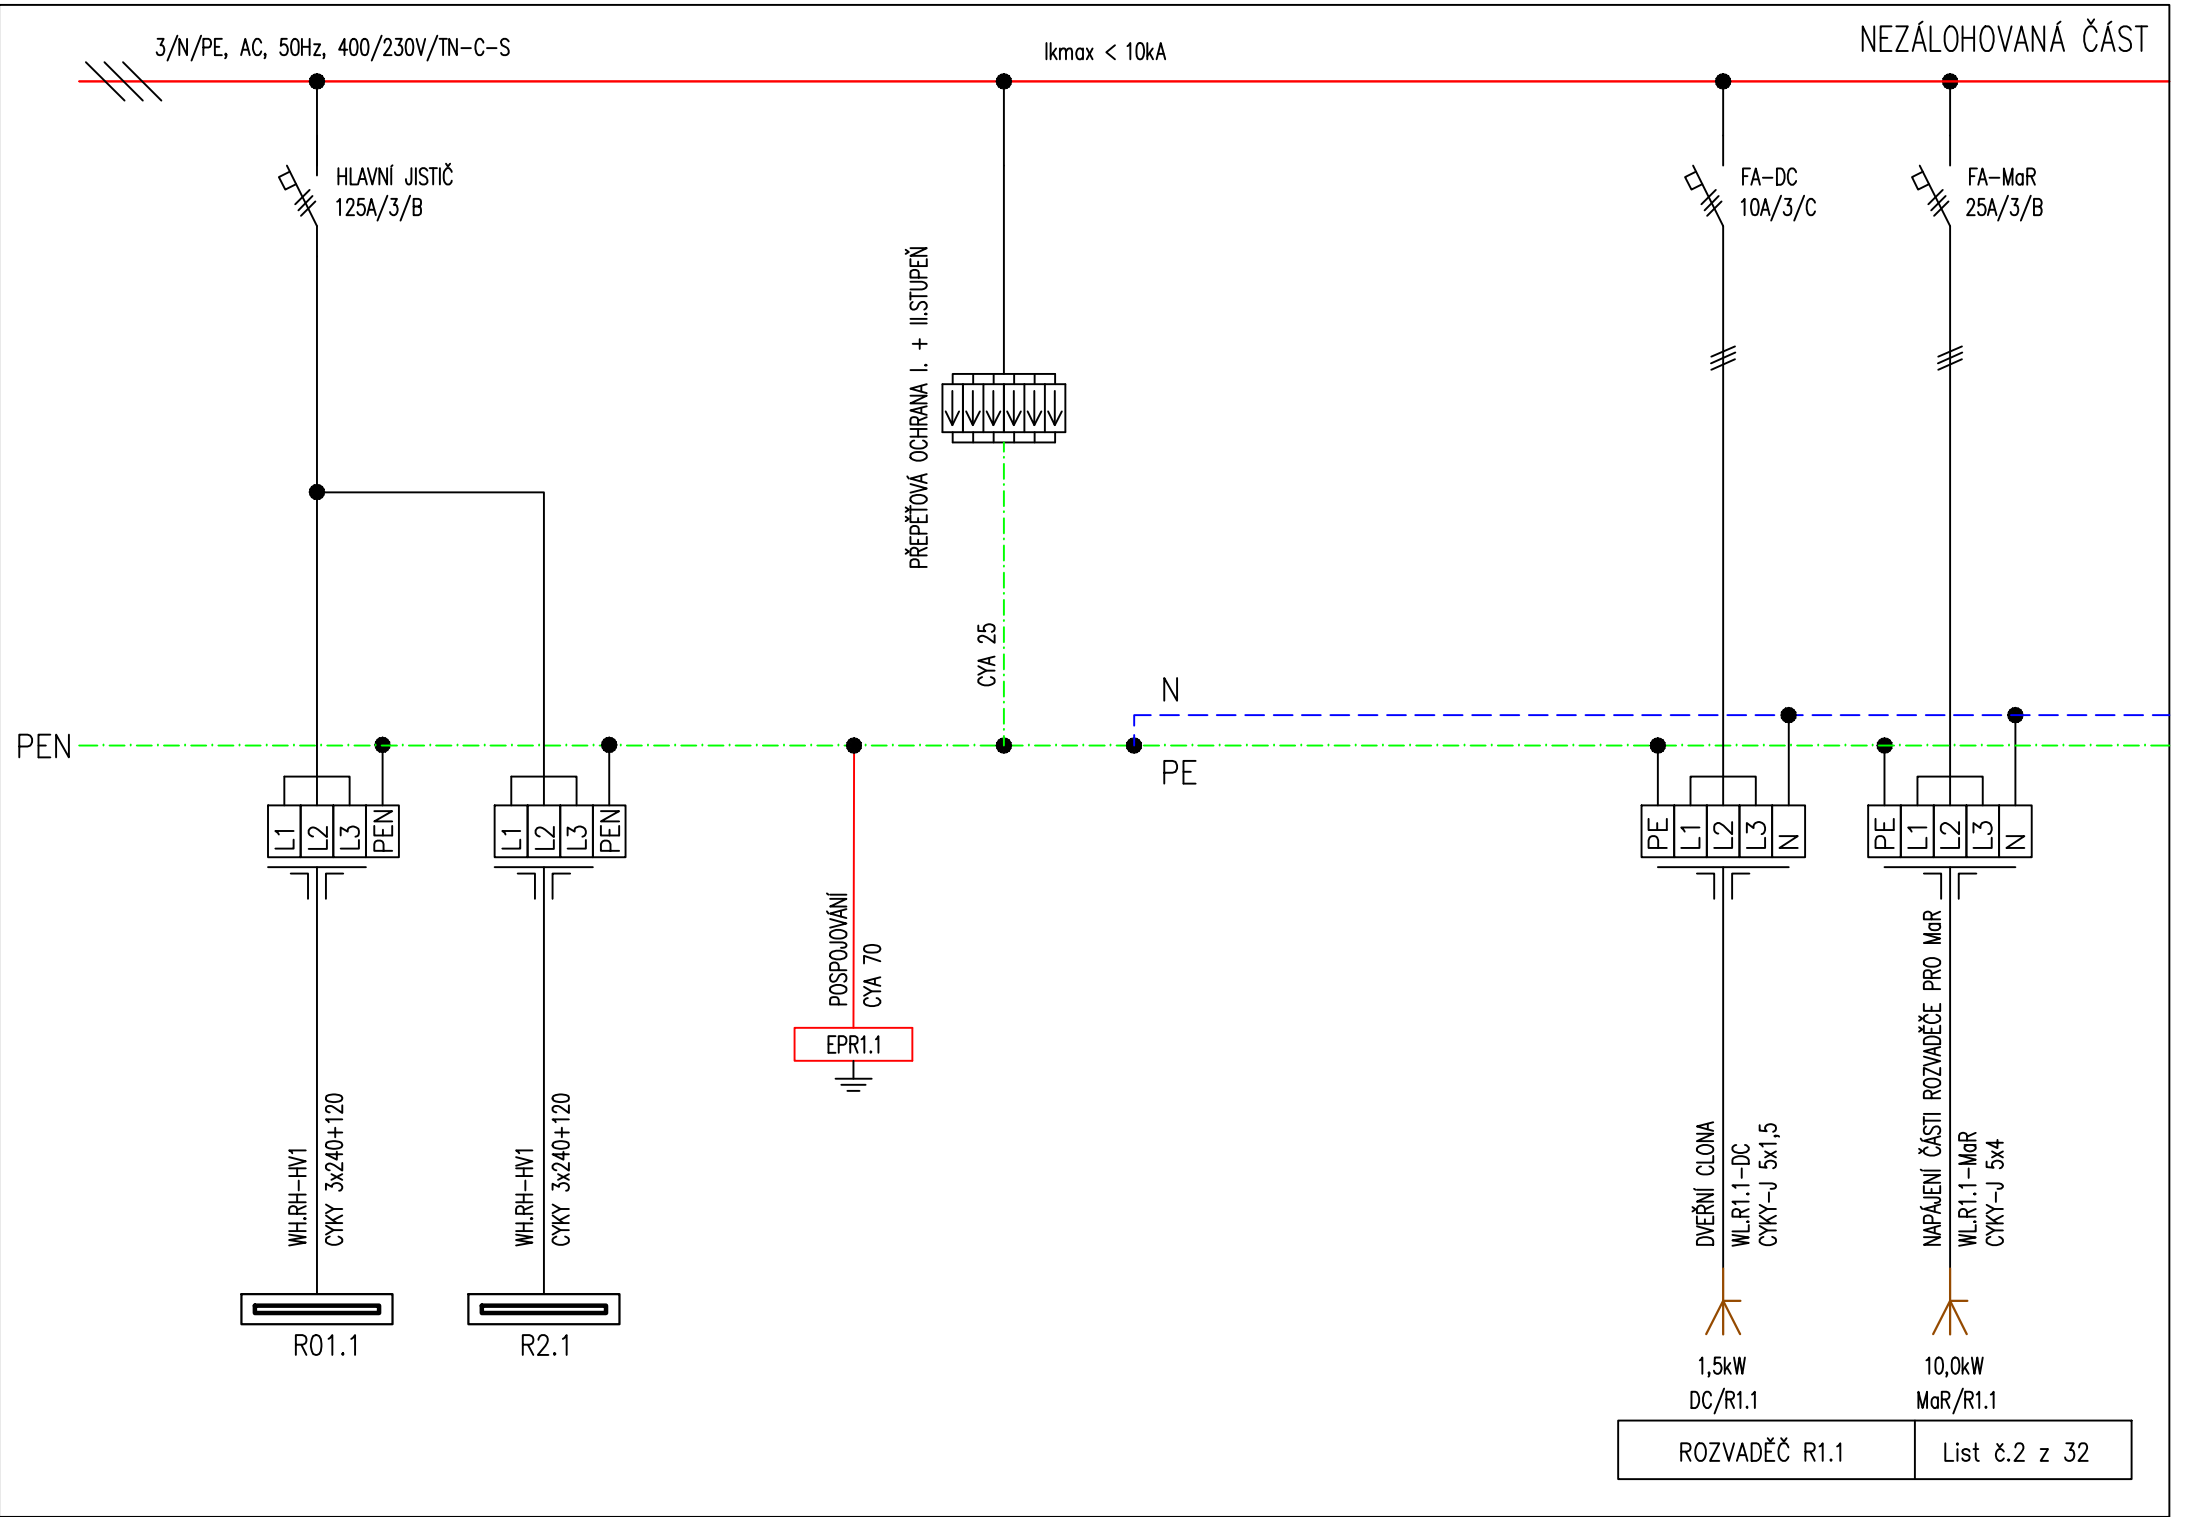 3/N/PE, AC, 50Hz, 400/230V/TN-C-S
Ikmax < 10kA
NEZÁLOHOVANÁ ČÁST
HLAVNÍ JISTIČ
125A/3/B
FA-DC
10A/3/C
FA-MaR
25A/3/B
PŘEPĚŤOVÁ OCHRANA I. + II.STUPEŇ
CYA 25
N
PEN
PE
L1
L2
L3
PEN
L1
L2
L3
PEN
PE
L1
L2
L3
N
PE
L1
L2
L3
N
POSPOJOVÁNÍ
CYA 70
EPR1.1
WH.RH-HV1
CYKY 3x240+120
WH.RH-HV1
CYKY 3x240+120
DVEŘNÍ CLONA
WL.R1.1-DC
CYKY-J 5x1,5
NAPÁJENÍ ČÁSTI ROZVADĚČE PRO MaR
WL.R1.1-MaR
CYKY-J 5x4
R01.1
R2.1
1,5kW
DC/R1.1
10,0kW
MaR/R1.1
ROZVADĚČ R1.1
List č.2 z 32